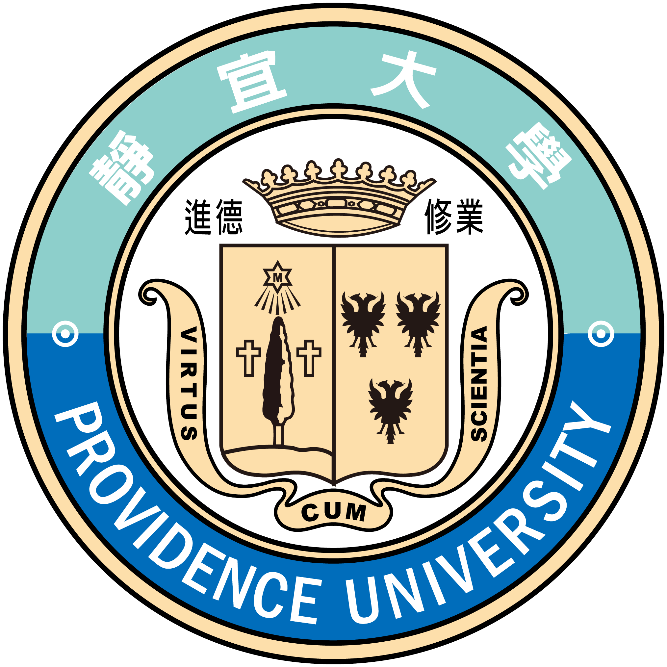 靜宜大學
進德 修業
M
VIRTUS CUM SCIENTIA
PROVIDENCE UNIVERSITY